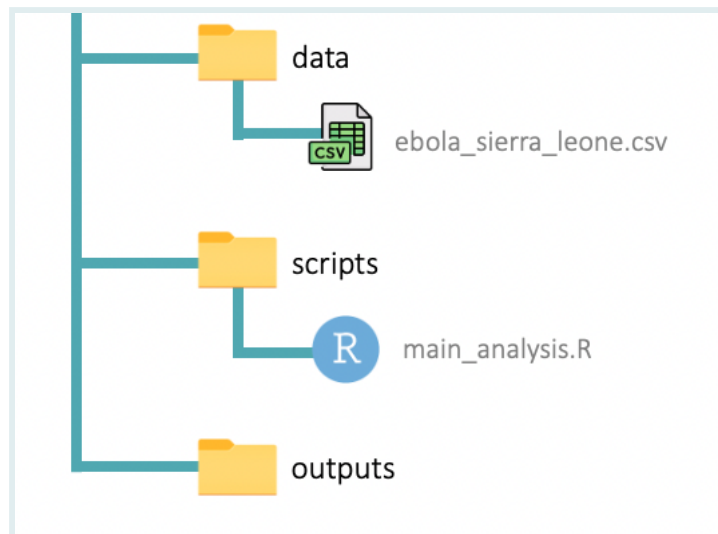 data
CSV
ebola_sierra_leone.csv
scripts
R
main_analysis.R
outputs